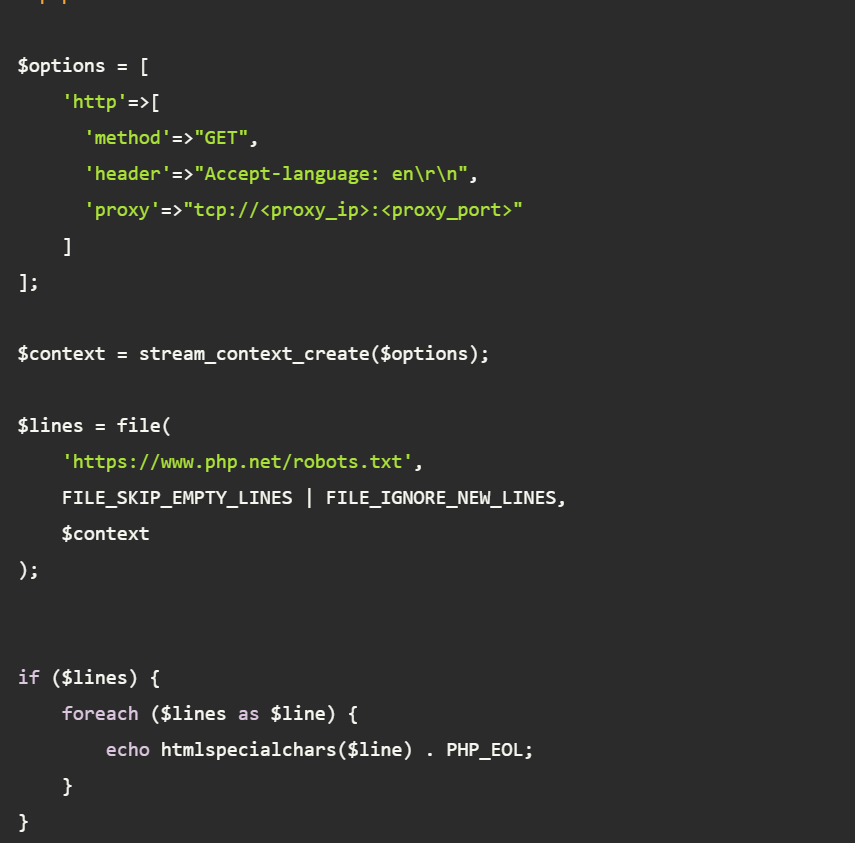 $options = [
    'http'=>[
      'method'=>"GET",
      'header'=>"Accept-language: en\r\n",
      'proxy'=>"tcp://<proxy_ip>:<proxy_port>"
    ]
];
$context = stream_context_create($options);
$lines = file(
    'https://www.php.net/robots.txt',
    FILE_SKIP_EMPTY_LINES | FILE_IGNORE_NEW_LINES,
    $context
);
if ($lines) {
    foreach ($lines as $line) {
        echo htmlspecialchars($line) . PHP_EOL;
    }
}